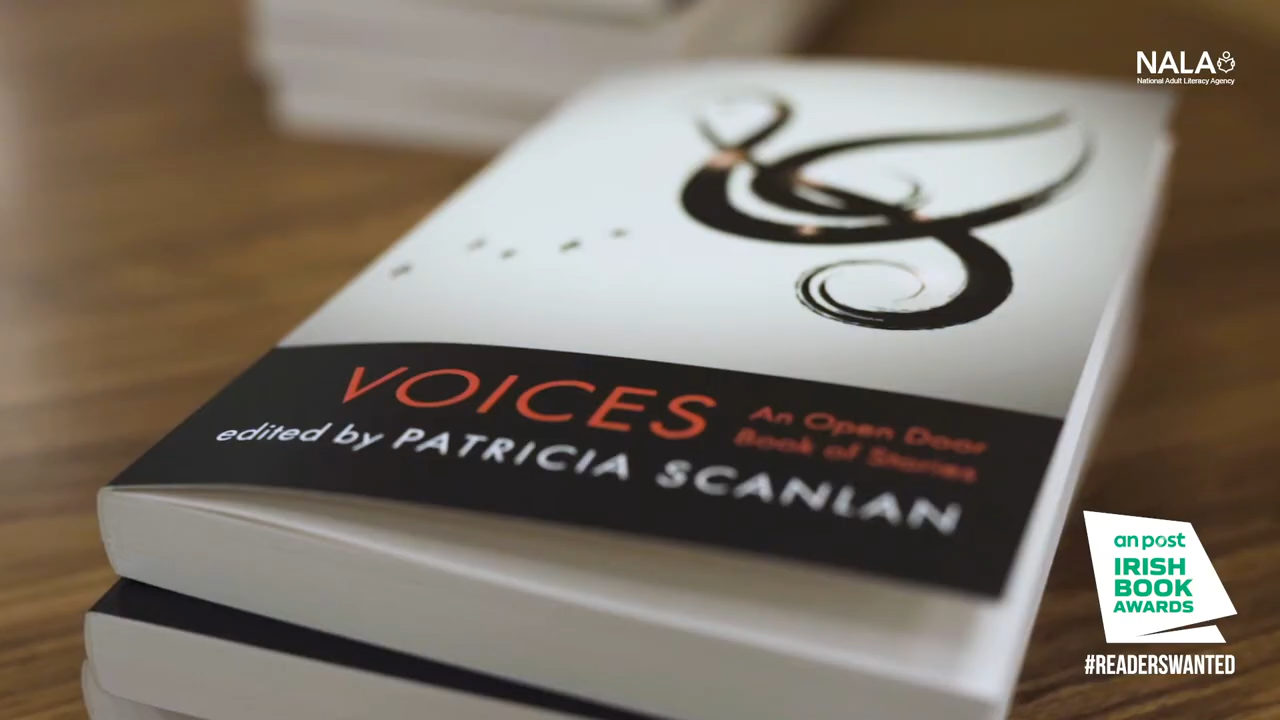 NALA
National Adult Literacy Agency
VOICES
An Open Door
Book of Stories
edited by PATRICIA SCANLAN
an post
IRISH
BOOK
AWARDS
#READERSWANTED